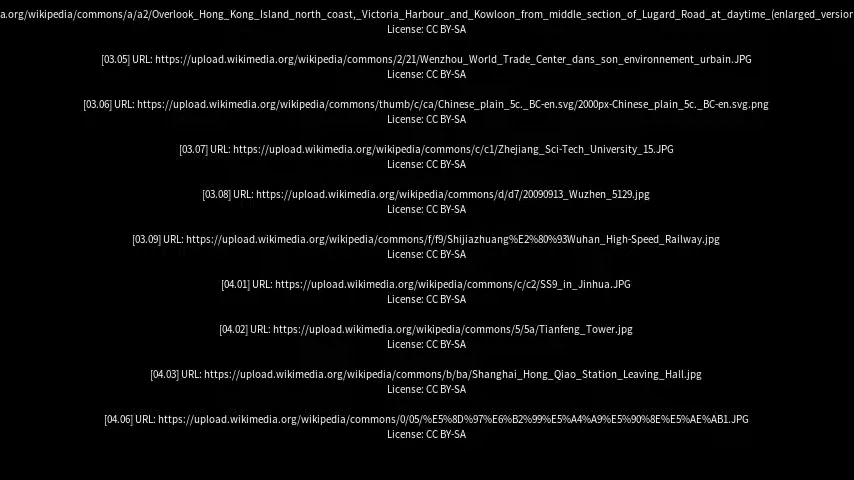 a.org/wikipedia/commons/a/a2/Overlook_Hong_Kong_Island_north_coast,_Victoria_Harbour_and_Kowloon_from_middle_section_of_Lugard_Road_at_daytime_(enlarged_version
License: CC BY-SA
[03.05] URL: https://upload.wikimedia.org/wikipedia/commons/2/21/Wenzhou_World_Trade_Center_dans_son_environnement_urbain.JPG
License: CC BY-SA
[03.06] URL: https://upload.wikimedia.org/wikipedia/commons/thumb/c/ca/Chinese_plain_5c._BC-en.svg/2000px-Chinese_plain_5c._BC-en.svg.png
License: CC BY-SA
[03.07] URL: https://upload.wikimedia.org/wikipedia/commons/c/c1/Zhejiang_Sci-Tech_University_15.JPG
License: CC BY-SA
[03.08] URL: https://upload.wikimedia.org/wikipedia/commons/d/d7/20090913_Wuzhen_5129.jpg
License: CC BY-SA
[03.09] URL: https://upload.wikimedia.org/wikipedia/commons/f/f9/Shijiazhuang%E2%80%93Wuhan_High-Speed_Railway.jpg
License: CC BY-SA
[04.01] URL: https://upload.wikimedia.org/wikipedia/commons/c/c2/SS9_in_Jinhua.JPG
License: CC BY-SA
[04.02] URL: https://upload.wikimedia.org/wikipedia/commons/5/5a/Tianfeng_Tower.jpg
License: CC BY-SA
[04.03] URL: https://upload.wikimedia.org/wikipedia/commons/b/ba/Shanghai_Hong_Qiao_Station_Leaving_Hall.jpg
License: CC BY-SA
[04.06] URL: https://upload.wikimedia.org/wikipedia/commons/0/05/%E5%8D%97%E6%B2%99%E5%A4%A9%E5%90%8E%E5%AE%AB1.JPG
License: CC BY-SA